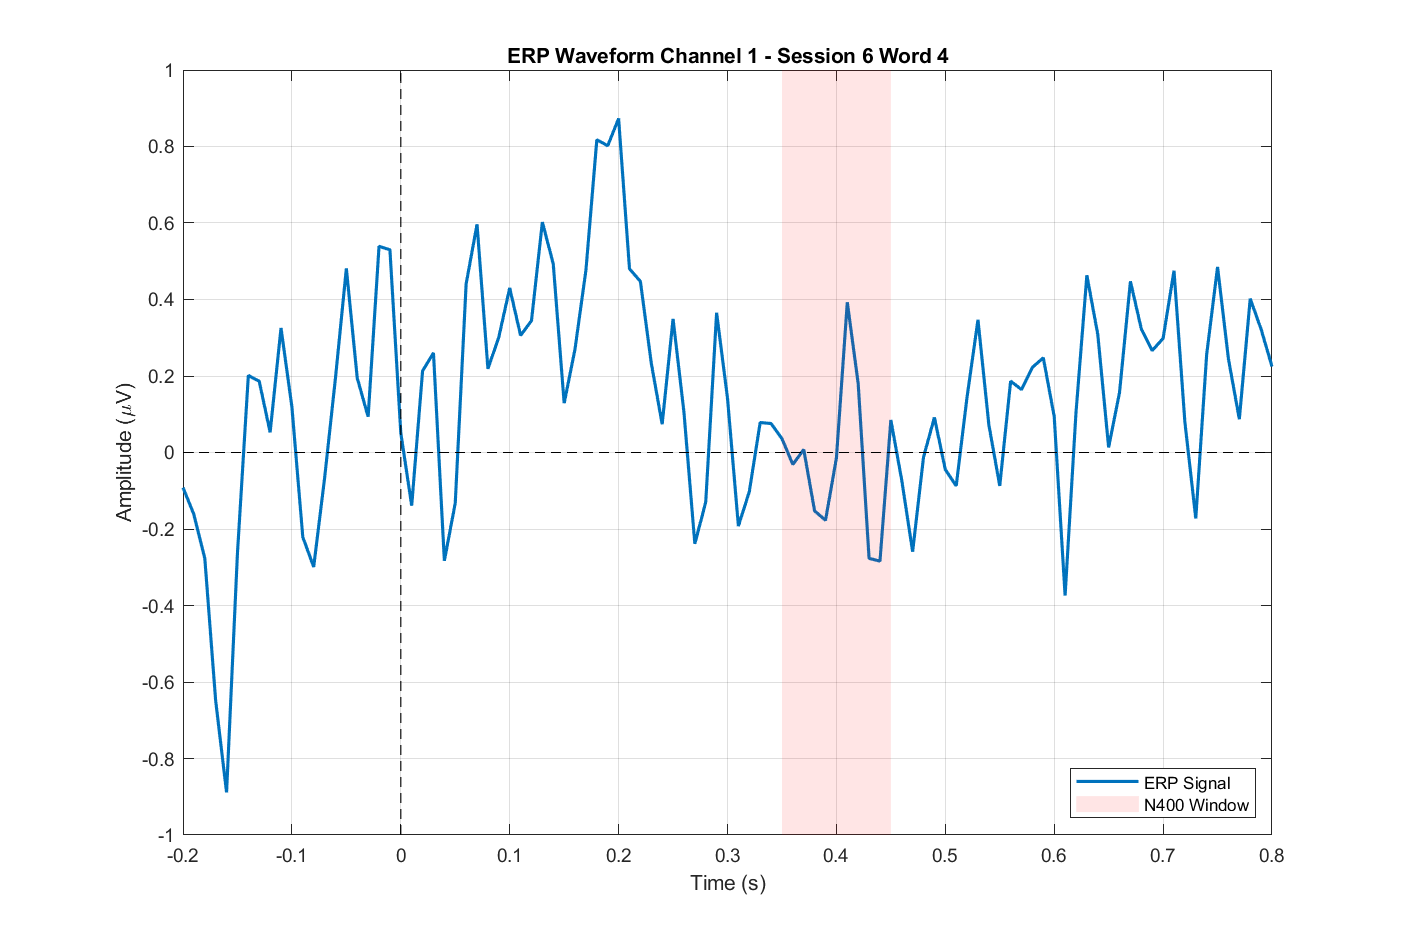 ERP Waveform Channel 1 - Session 6 Word 4
1
0.8
0.6
0.4
0.2
0
-0.2
-0.4
-0.6
-0.8
-1
Amplitude (μV)
-0.2 -0.1 0 0.1 0.2 0.3 0.4 0.5 0.6 0.7 0.8
Time (s)
ERP Signal
N400 Window